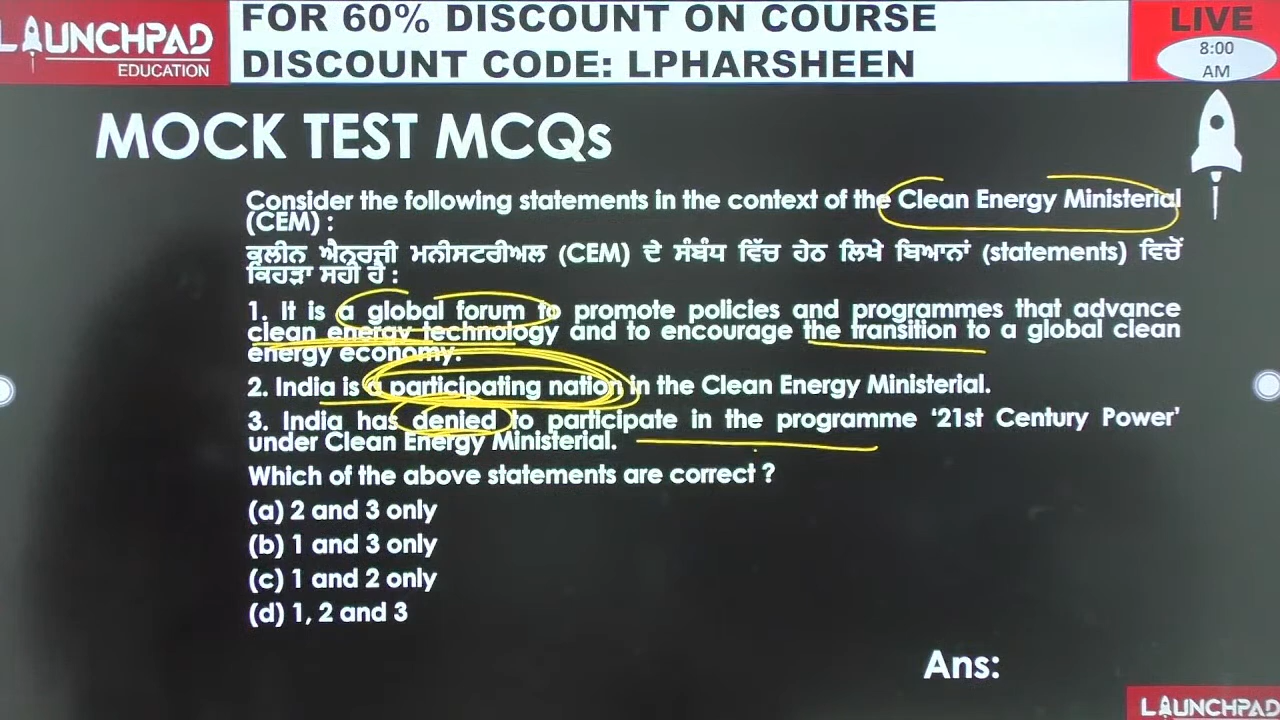 LAUNCHPAD
EDUCATION
FOR 60% DISCOUNT ON COURSE
DISCOUNT CODE: LPHARSHEEN
LIVE
8:00
AM
MOCK TEST MCQs
Consider the following statements in the context of the Clean Energy Ministerial
(CEM) :
ਕਲੀਨ ਐਨਰਜੀ ਮਨੀਸਟਰੀਅਲ (CEM) ਦੇ ਸੰਬੰਧ ਵਿੱਚ ਹੇਠ ਲਿਖੇ ਬਿਆਨਾਂ (statements) ਵਿਚੋਂ
ਕਿਹੜਾ ਸਹੀ ਹੈ :
1. It is a global forum to promote policies and programmes that advance
clean energy technology and to encourage the transition to a global clean
energy economy.
2. India is a participating nation in the Clean Energy Ministerial.
3. India has denied to participate in the programme ‘21st Century Power’
under Clean Energy Ministerial.
Which of the above statements are correct ?
(a) 2 and 3 only
(b) 1 and 3 only
(c) 1 and 2 only
(d) 1, 2 and 3
Ans:
LAUNCHPAD